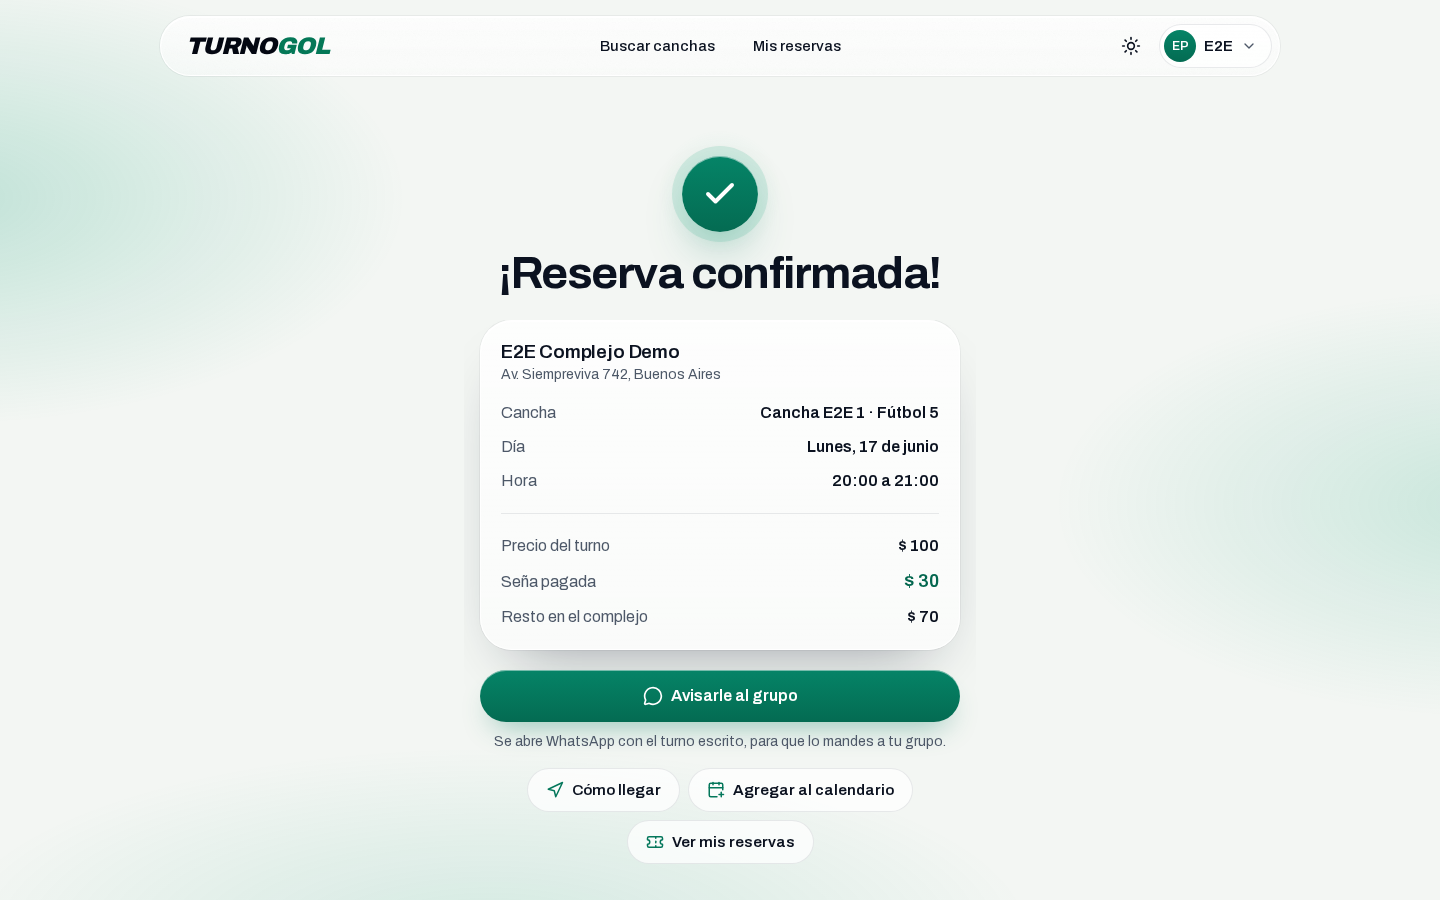 TURNOGOL
Buscar canchas
Mis reservas
EP
E2E
¡Reserva confirmada!
E2E Complejo Demo
Av. Siempreviva 742, Buenos Aires
Cancha
Cancha E2E 1 · Fútbol 5
Día
Lunes, 17 de junio
Hora
20:00 a 21:00
Precio del turno
$ 100
Seña pagada
$ 30
Resto en el complejo
$ 70
Avisarle al grupo
Se abre WhatsApp con el turno escrito, para que lo mandes a tu grupo.
Cómo llegar
Agregar al calendario
Ver mis reservas